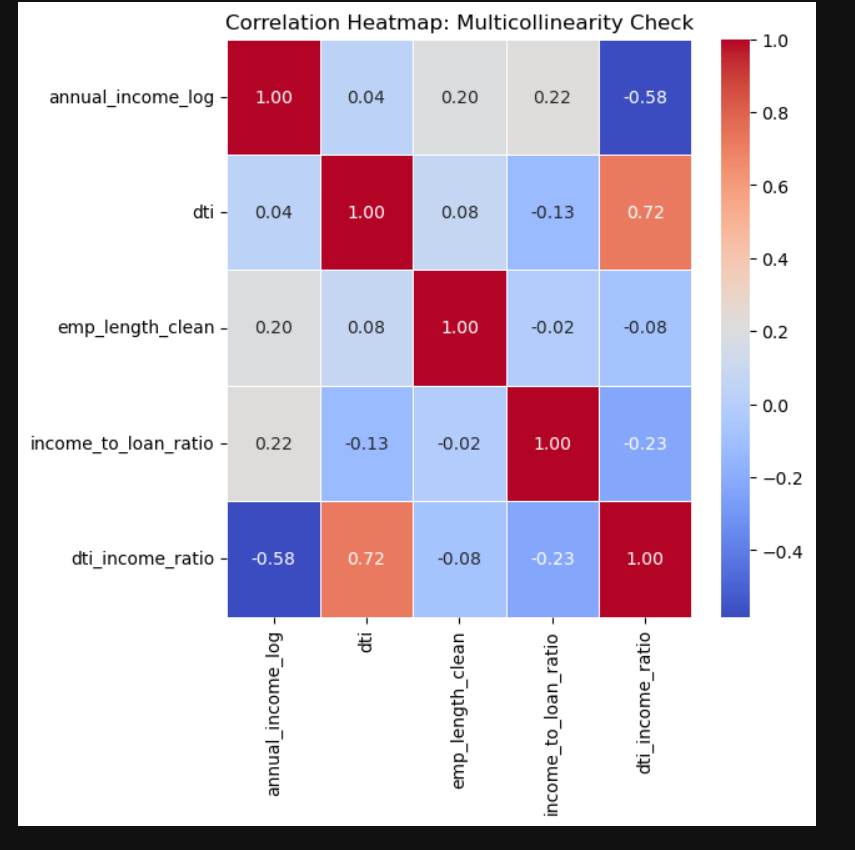 Correlation Heatmap: Multicollinearity Check
annual_income_log 1.00 0.04 0.20 0.22 -0.58
dti 0.04 1.00 0.08 -0.13 0.72
emp_length_clean 0.20 0.08 1.00 -0.02 -0.08
income_to_loan_ratio 0.22 -0.13 -0.02 1.00 -0.23
dti_income_ratio -0.58 0.72 -0.08 -0.23 1.00
annual_income_log
dti
emp_length_clean
income_to_loan_ratio
dti_income_ratio
1.0
0.8
0.6
0.4
0.2
0.0
−0.2
−0.4